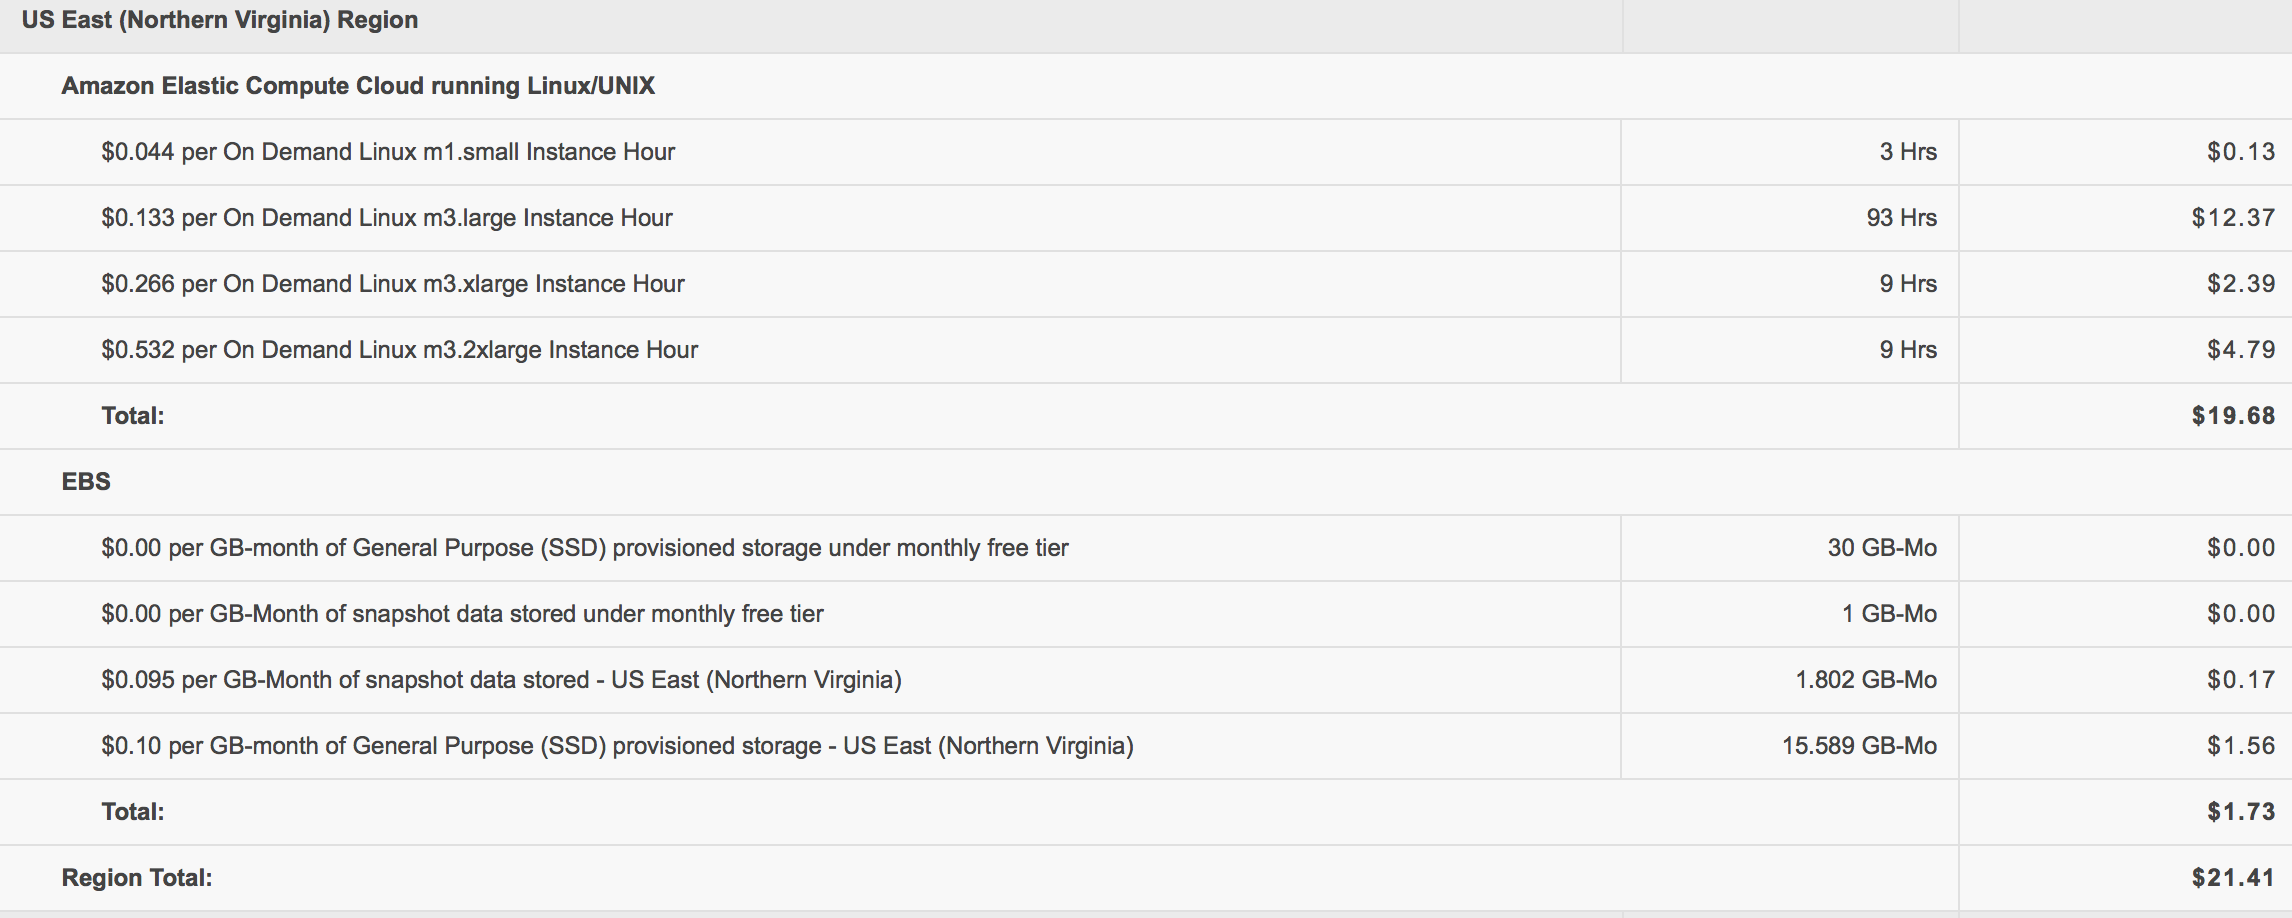 US East (Northern Virginia) Region
Amazon Elastic Compute Cloud running Linux/UNIX
$0.044 per On Demand Linux m1.small Instance Hour 3 Hrs $0.13
$0.133 per On Demand Linux m3.large Instance Hour 93 Hrs $12.37
$0.266 per On Demand Linux m3.xlarge Instance Hour 9 Hrs $2.39
$0.532 per On Demand Linux m3.2xlarge Instance Hour 9 Hrs $4.79
Total: $19.68
EBS
$0.00 per GB-month of General Purpose (SSD) provisioned storage under monthly free tier 30 GB-Mo $0.00
$0.00 per GB-Month of snapshot data stored under monthly free tier 1 GB-Mo $0.00
$0.095 per GB-Month of snapshot data stored - US East (Northern Virginia) 1.802 GB-Mo $0.17
$0.10 per GB-month of General Purpose (SSD) provisioned storage - US East (Northern Virginia) 15.589 GB-Mo $1.56
Total: $1.73
Region Total: $21.41